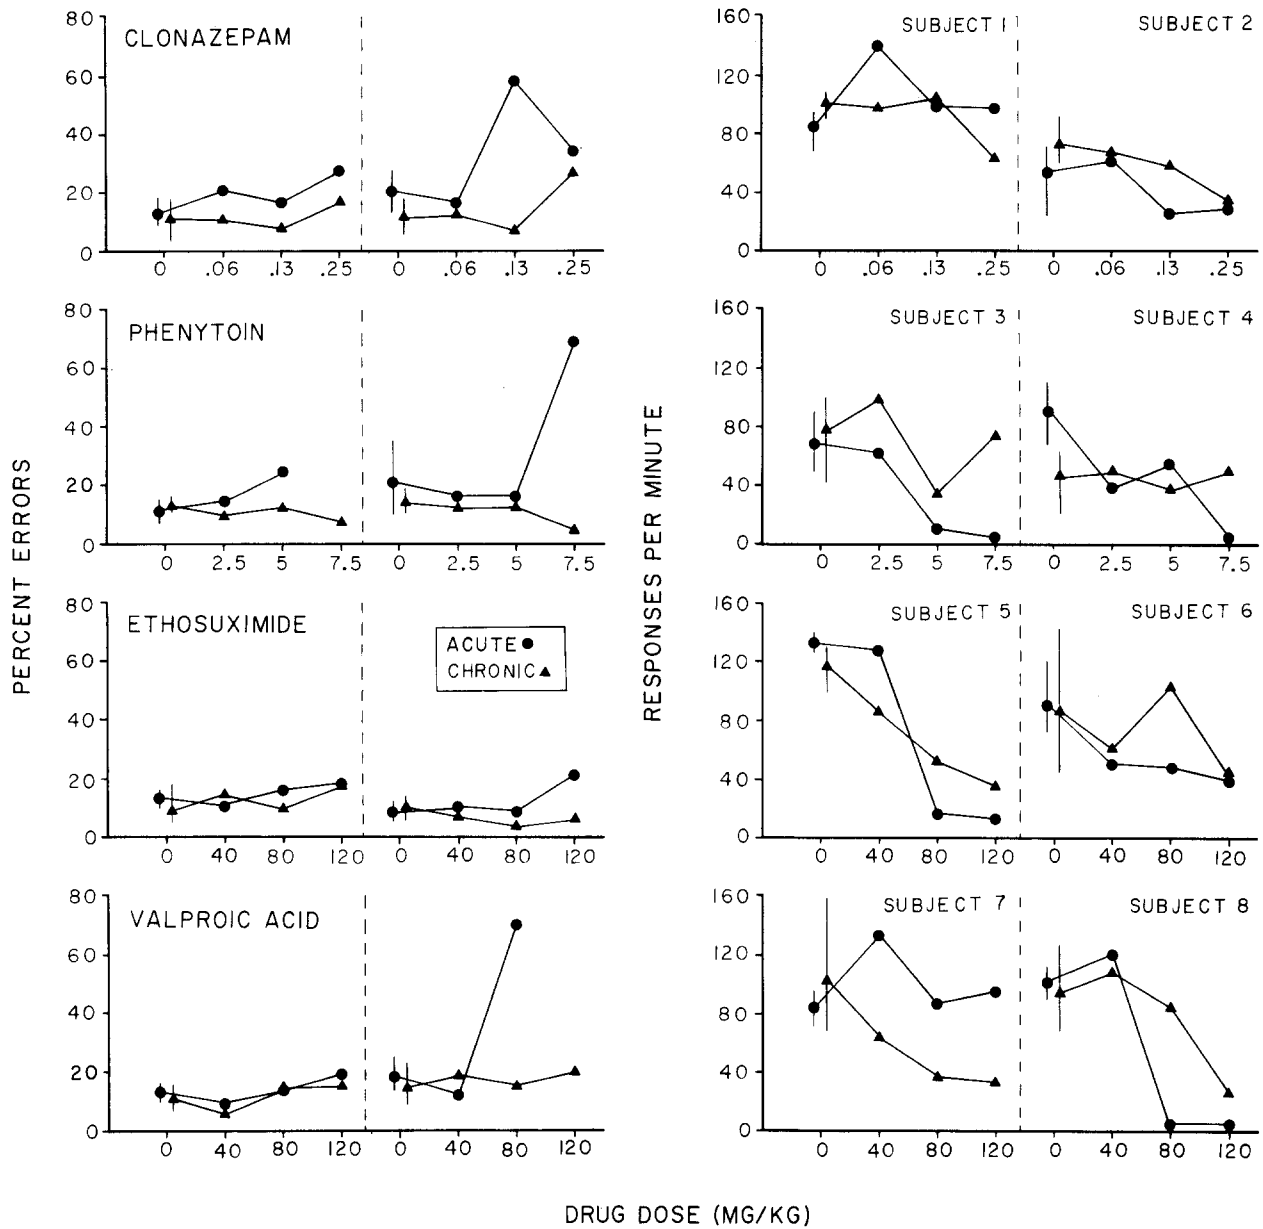 80
60
40
20
0
CLONAZEPAM
0 .06 .13 .25 0 .06 .13 .25
160
120
80
40
0
SUBJECT 1 SUBJECT 2
0 .06 .13 .25 0 .06 .13 .25
80
60
40
20
0
PHENYTOIN
0 2.5 5 7.5 0 2.5 5 7.5
160
120
80
40
0
SUBJECT 3 SUBJECT 4
0 2.5 5 7.5 0 2.5 5 7.5
PERCENT ERRORS
RESPONSES PER MINUTE
80
60
40
20
0
ETHOSUXIMIDE
ACUTE
CHRONIC
0 40 80 120 0 40 80 120
160
120
80
40
0
SUBJECT 5 SUBJECT 6
0 40 80 120 0 40 80 120
80
60
40
20
0
VALPROIC ACID
0 40 80 120 0 40 80 120
160
120
80
40
0
SUBJECT 7 SUBJECT 8
0 40 80 120 0 40 80 120
DRUG DOSE (MG/KG)